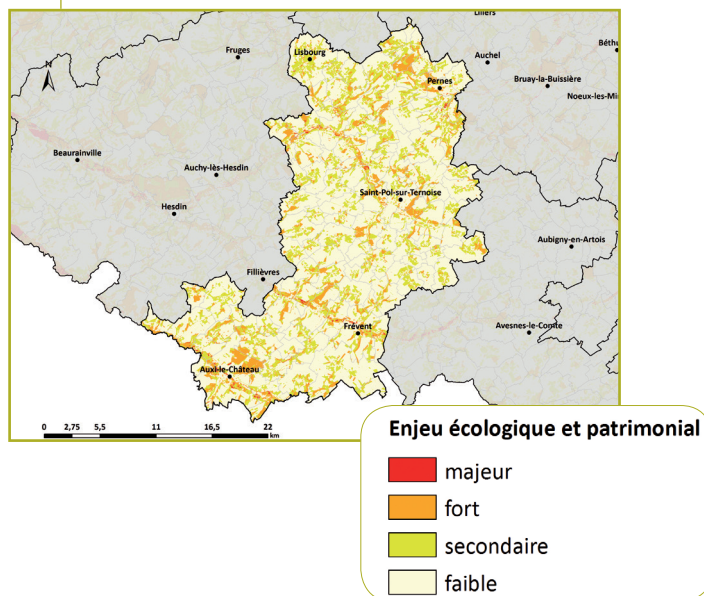 Lillers
Béthu
Fruges
Lisbourg
Auchel
Bruay-la-Buissière
Pernes
Noeux-les-Mi
N
Beaurainville
Auchy-lès-Hesdin
Saint-Pol-sur-Ternoise
Hesdin
Aubigny-en-Artois
Fillièvres
Frévent
Avesnes-le-Comte
Auxi-le-Château
0 2,75 5,5 11 16,5 22
km
Enjeu écologique et patrimonial
majeur
fort
secondaire
faible